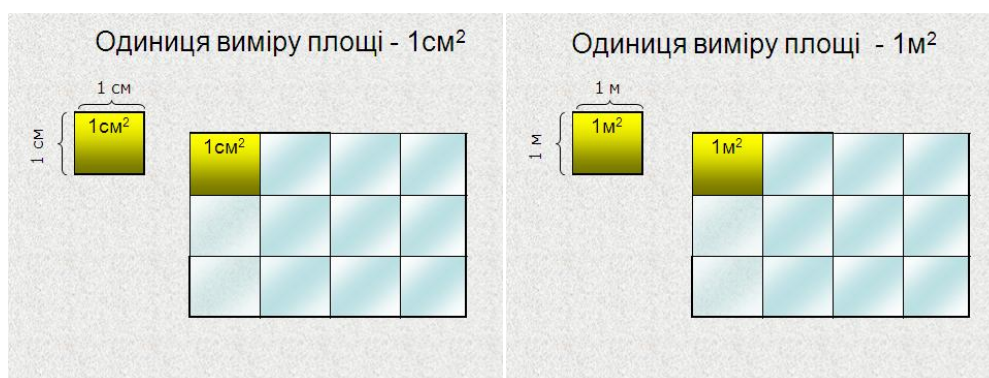 Одиниця виміру площі - 1см²
1 см
1 см
1см²
1см²
Одиниця виміру площі - 1м²
1 м
1 м
1м²
1м²